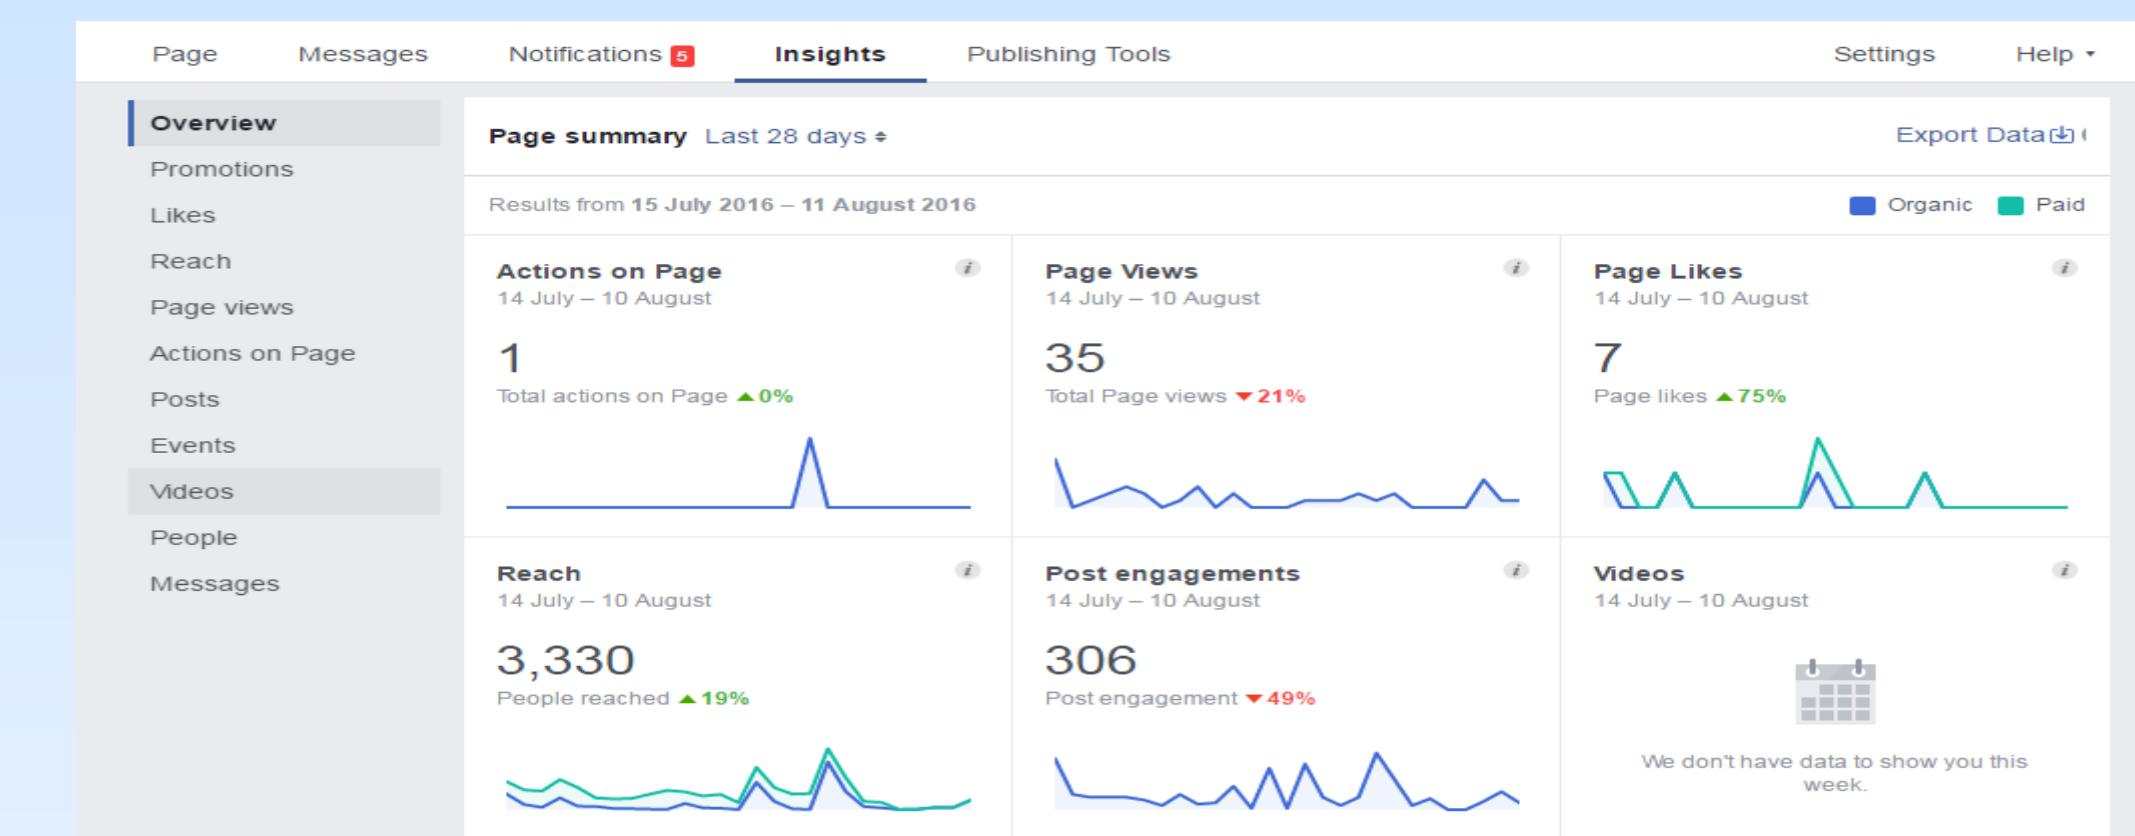 Page Messages Notifications 5 Insights Publishing Tools Settings Help
Overview
Promotions
Likes
Reach
Page views
Actions on Page
Posts
Events
Videos
People
Messages
Page summary Last 28 days Export Data
Results from 15 July 2016 – 11 August 2016 Organic Paid
Actions on Page
14 July – 10 August
1
Total actions on Page 0%
Page Views
14 July – 10 August
35
Total Page views 21%
Page Likes
14 July – 10 August
7
Page likes 75%
Reach
14 July – 10 August
3,330
People reached 19%
Post engagements
14 July – 10 August
306
Post engagement 49%
Videos
14 July – 10 August
We don't have data to show you this
week.